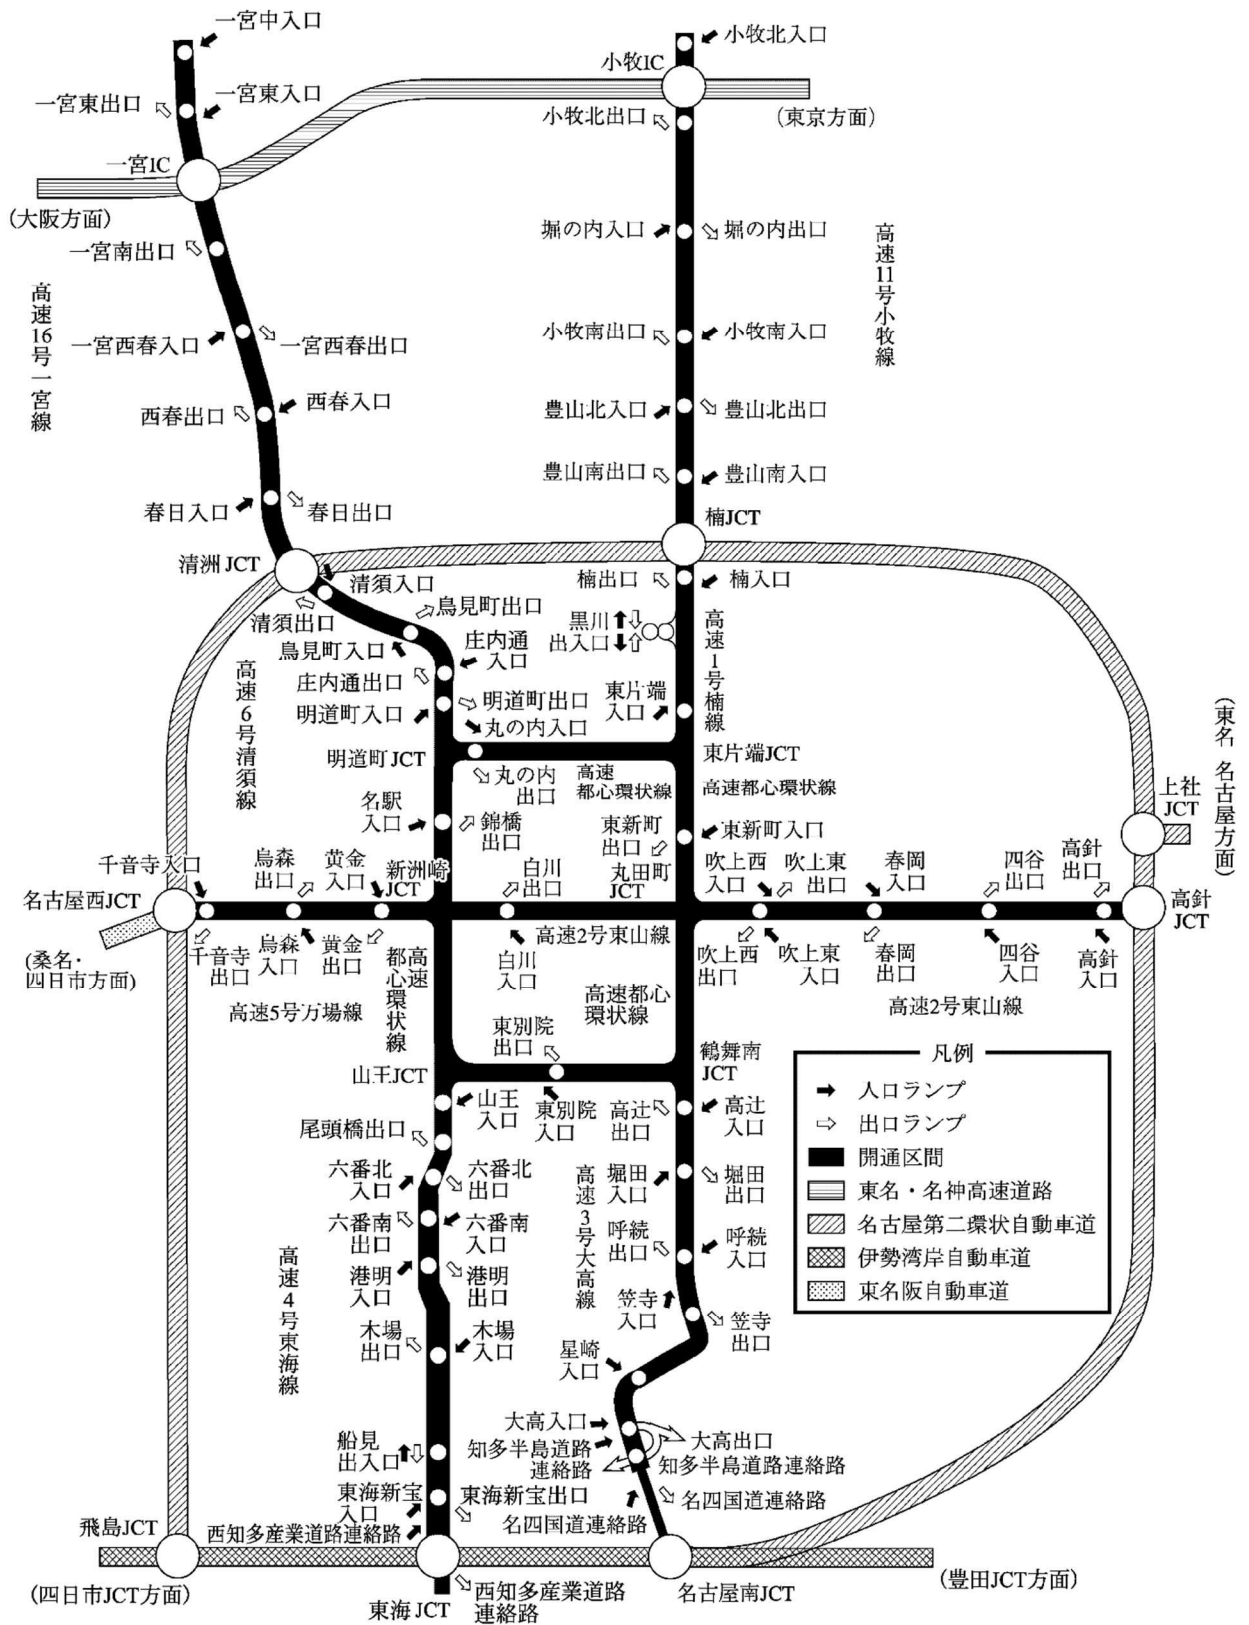 一宮中入口
小牧北入口
小牧IC
一宮東出口
一宮東入口
小牧北出口
(東京方面)
一宮IC
(大阪方面)
一宮南出口
堀の内入口
堀の内出口
高速11号小牧線
高速16号一宮線
一宮西春入口
一宮西春出口
小牧南出口
小牧南入口
西春出口
西春入口
豊山北入口
豊山北出口
豊山南出口
豊山南入口
春日入口
春日出口
楠JCT
清洲JCT
清須入口
楠出口
楠入口
清須出口
鳥見町出口
黒川
出入口
高速1号楠線
鳥見町入口
庄内通
入口
庄内通出口
高速6号清須線
明道町出口
明道町入口
東片端
入口
丸の内入口
明道町JCT
東片端JCT
丸の内
出口
高速
都心環状線
高速都心環状線
(東名 名古屋方面)
上社
JCT
名駅
入口
錦橋
出口
東新町
出口
東新町入口
千音寺入口
烏森
出口
黄金
入口
新洲崎
JCT
白川
出口
丸田町
JCT
吹上西
入口
吹上東
出口
春岡
入口
四谷
出口
高針
出口
名古屋西JCT
高針
JCT
(桑名・
四日市方面)
千音寺
出口
烏森
入口
黄金
出口
高速
都心環状線
白川
入口
高速2号東山線
吹上西
出口
吹上東
入口
春岡
出口
四谷
入口
高針
入口
高速5号万場線
高速都心
環状線
高速2号東山線
東別院
出口
鶴舞南
JCT
山王JCT
山王
入口
東別院
入口
高辻
出口
高辻
入口
尾頭橋出口
六番北
入口
六番北
出口
高速3号大高線
堀田
入口
堀田
出口
六番南
出口
六番南
入口
呼続
出口
呼続
入口
高速4号東海線
港明
入口
港明
出口
笠寺
入口
笠寺
出口
木場
出口
木場
入口
星崎
入口
大高入口
大高出口
船見
出入口
知多半島道路
連絡路
知多半島道路連絡路
東海新宝
入口
東海新宝出口
名四国道連絡路
名四国道連絡路
西知多産業道路連絡路
飛島JCT
(四日市JCT方面)
西知多産業道路
連絡路
東海JCT
名古屋南JCT
(豊田JCT方面)
凡例
入口ランプ
出口ランプ
開通区間
東名・名神高速道路
名古屋第二環状自動車道
伊勢湾岸自動車道
東名阪自動車道